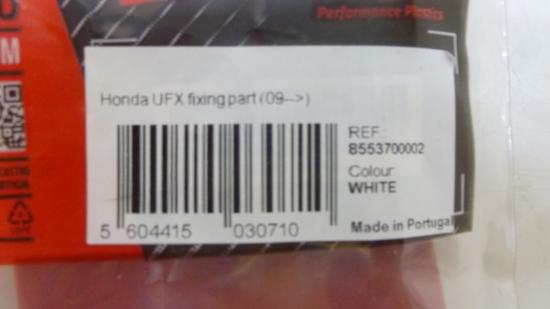 Performance Plastics
M
Honda UFX fixing part (09-->)
REF:
8553700002
Colour:
WHITE
5 604415 030710
Made in Portugal